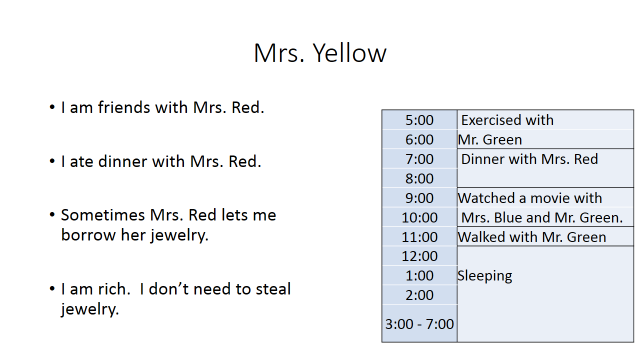 Mrs. Yellow
• I am friends with Mrs. Red.
• I ate dinner with Mrs. Red.
• Sometimes Mrs. Red lets me
borrow her jewelry.
• I am rich.  I don’t need to steal
jewelry.
5:00 Exercised with
6:00 Mr. Green
7:00 Dinner with Mrs. Red
8:00
9:00 Watched a movie with
10:00 Mrs. Blue and Mr. Green.
11:00 Walked with Mr. Green
12:00
1:00 Sleeping
2:00
3:00 - 7:00